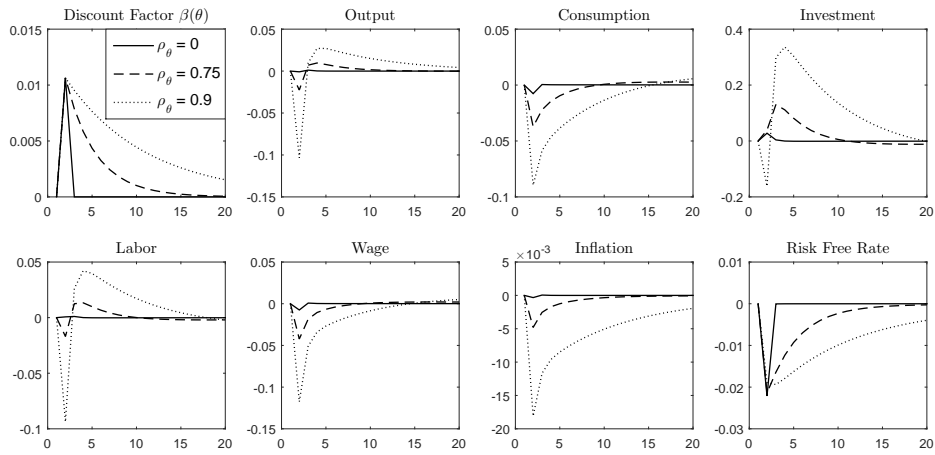 Discount Factor β(θ)
0.015
0.01
0.005
0
0 5 10 15 20
ρθ = 0
ρθ = 0.75
ρθ = 0.9
Output
0.05
0
-0.05
-0.1
-0.15
0 5 10 15 20
Consumption
0.05
0
-0.05
-0.1
0 5 10 15 20
Investment
0.4
0.2
0
-0.2
0 5 10 15 20
Labor
0.05
0
-0.05
-0.1
0 5 10 15 20
Wage
0.05
0
-0.05
-0.1
-0.15
0 5 10 15 20
Inflation
×10-3
5
0
-5
-10
-15
-20
0 5 10 15 20
Risk Free Rate
0.01
0
-0.01
-0.02
-0.03
0 5 10 15 20